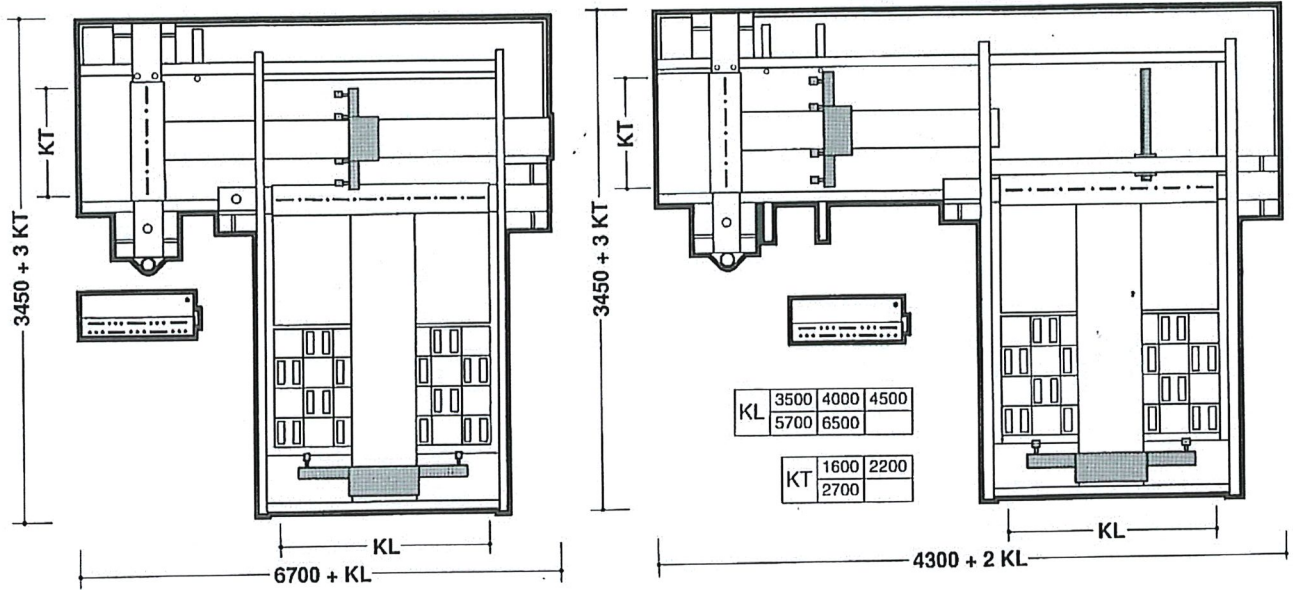 KT
3450 + 3 KT
KL
6700 + KL
KT
3450 + 3 KT
KL 3500 4000 4500
5700 6500
KT 1600 2200
2700
KL
4300 + 2 KL